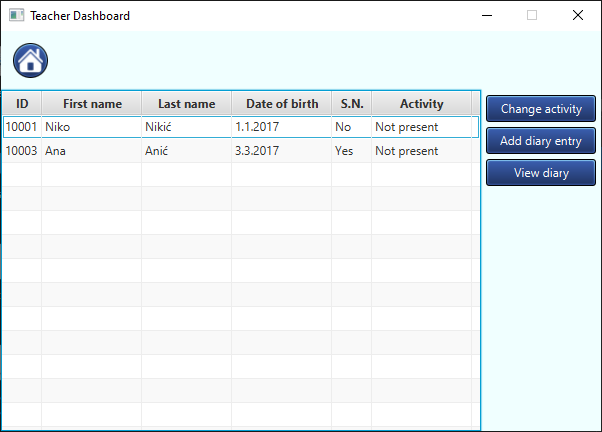 Teacher Dashboard
ID First name Last name Date of birth S.N. Activity
10001 Niko Nikić 1.1.2017 No Not present
10003 Ana Anić 3.3.2017 Yes Not present
Change activity
Add diary entry
View diary